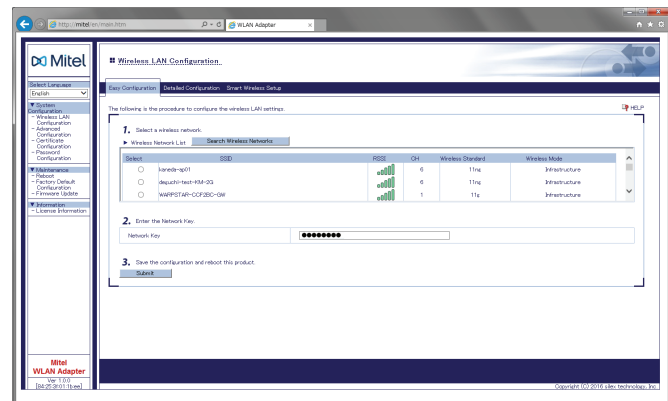 http://mitel/en/main.htm
WLAN Adapter
Mitel
Select Language
English
▼ System Configuration
- Wireless LAN Configuration
- Advanced Configuration
- Certificate Configuration
- Password Configuration
▼ Maintenance
- Reboot
- Factory Default Configuration
- Firmware Update
▼ Information
- License Information
Mitel
WLAN Adapter
Ver 1.0.0
Wireless LAN Configuration
Easy Configuration Detailed Configuration Smart Wireless Setup
The following is the procedure to configure the wireless LAN settings.
HELP
1. Select a wireless network.
▶ Wireless Network List Search Wireless Networks
Select SSID RSSI CH Wireless Standard Wireless Mode
kaneda-ap01 6 11ng Infrastructure
deguchi-test-KM-2G 6 11ng Infrastructure
WARPSTAR-CCF2BC-GW 1 11g Infrastructure
2. Enter the Network Key.
Network Key ●●●●●●●●
3. Save the configuration and reboot this product.
Submit
Copyright (C) 2016 silex technology, Inc.